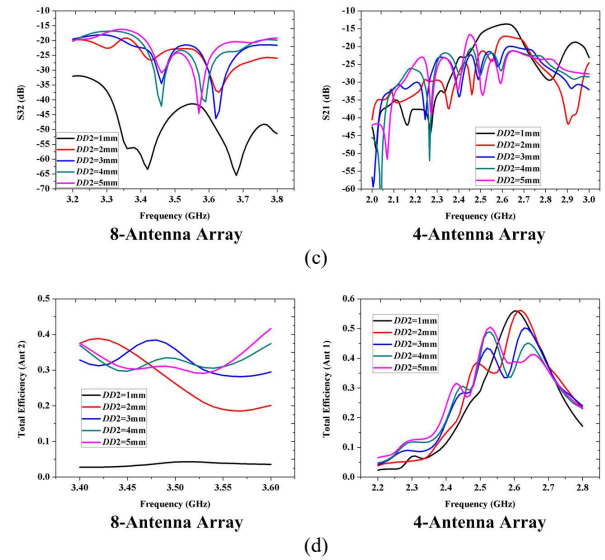 S32 (dB)
-5
-10
-15
-20
-25
-30
-35
-40
-45
-50
-55
-60
-65
-70
DD2=1mm
DD2=2mm
DD2=3mm
DD2=4mm
DD2=5mm
3.2 3.3 3.4 3.5 3.6 3.7 3.8
Frequency (GHz)
8-Antenna Array
S21 (dB)
-5
-10
-15
-20
-25
-30
-35
-40
-45
-50
-55
-60
DD2=1mm
DD2=2mm
DD2=3mm
DD2=4mm
DD2=5mm
2.0 2.1 2.2 2.3 2.4 2.5 2.6 2.7 2.8 2.9 3.0
Frequency (GHz)
4-Antenna Array
(c)
Total Efficiency (Ant 2)
0.5
0.4
0.3
0.2
0.1
0.0
DD2=1mm
DD2=2mm
DD2=3mm
DD2=4mm
DD2=5mm
3.40 3.45 3.50 3.55 3.60
Frequency (GHz)
8-Antenna Array
Total Efficiency (Ant 1)
0.6
0.5
0.4
0.3
0.2
0.1
0.0
DD2=1mm
DD2=2mm
DD2=3mm
DD2=4mm
DD2=5mm
2.2 2.3 2.4 2.5 2.6 2.7 2.8
Frequency (GHz)
4-Antenna Array
(d)